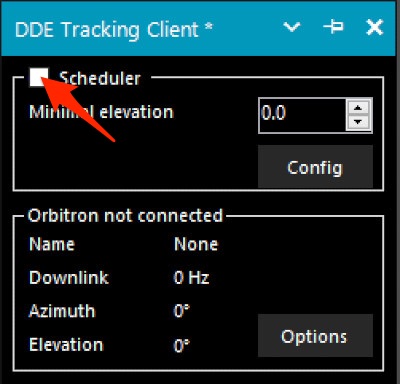 DDE Tracking Client *
Scheduler
Minimal elevation 0.0
Config
Orbitron not connected
Name None
Downlink 0 Hz
Azimuth 0°
Elevation 0°
Options